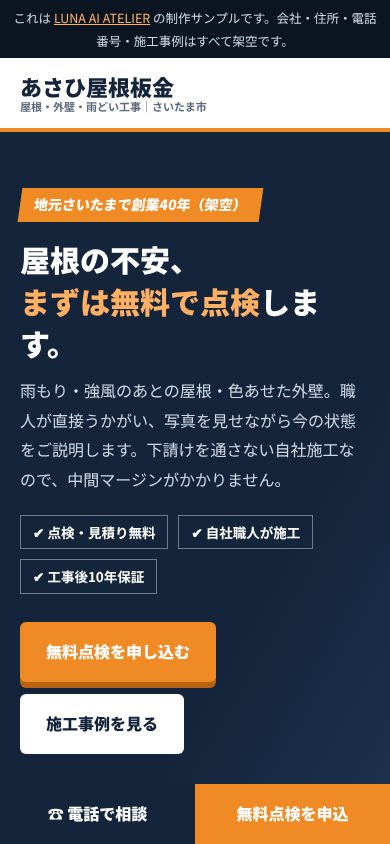 これは LUNA AI ATELIER の制作サンプルです。会社・住所・電話
番号・施工事例はすべて架空です。
あさひ屋根板金
屋根・外壁・雨どい工事｜さいたま市
地元さいたまで創業40年（架空）
屋根の不安、
まずは無料で点検しま
す。
雨もり・強風のあとの屋根・色あせた外壁。職
人が直接うかがい、写真を見せながら今の状態
をご説明します。下請けを通さない自社施工な
ので、中間マージンがかかりません。
✔ 点検・見積り無料
✔ 自社職人が施工
✔ 工事後10年保証
無料点検を申し込む
施工事例を見る
☎ 電話で相談
無料点検を申込